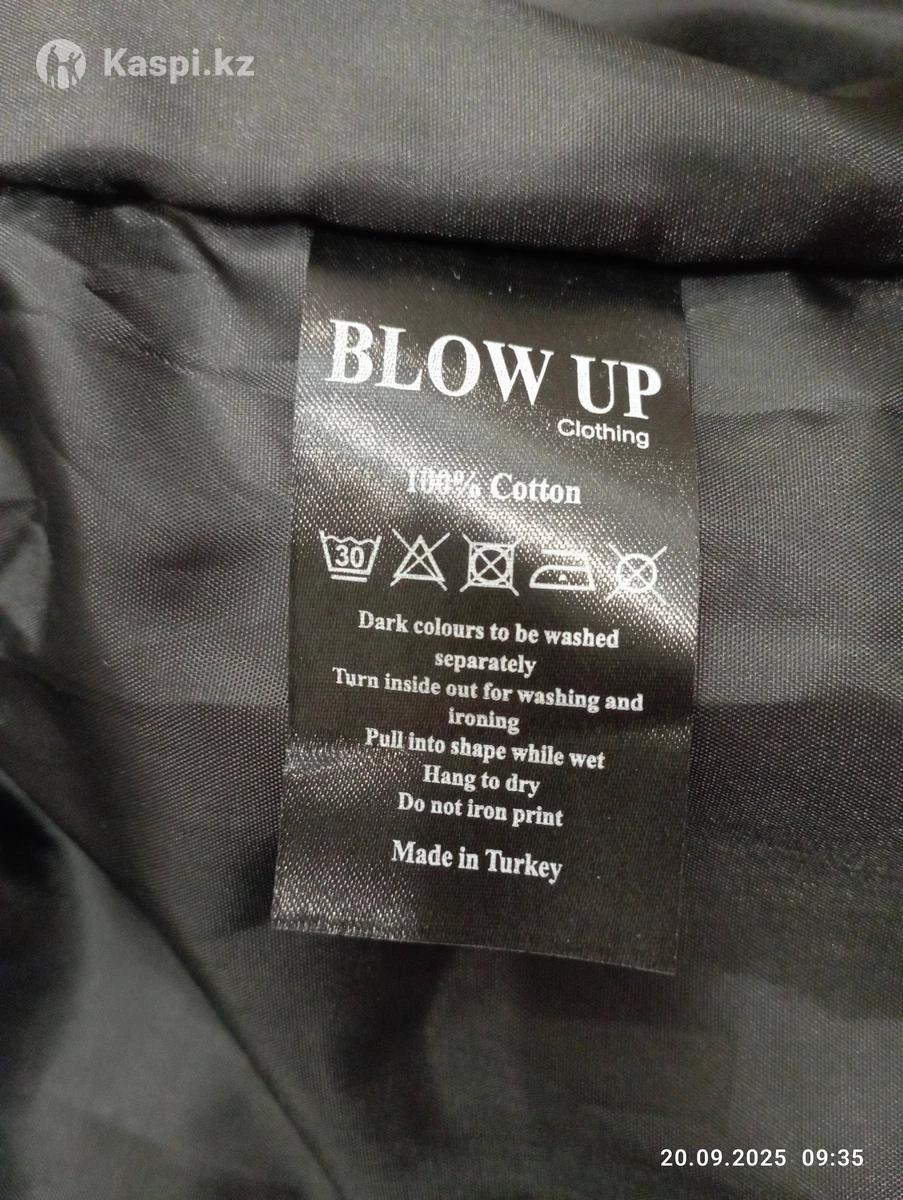 Kaspi.kz
BLOW UP
Clothing
100% Cotton
30
Dark colours to be washed
separately
Turn inside out for washing and
ironing
Pull into shape while wet
Hang to dry
Do not iron print
Made in Turkey
20.09.2025 09:35